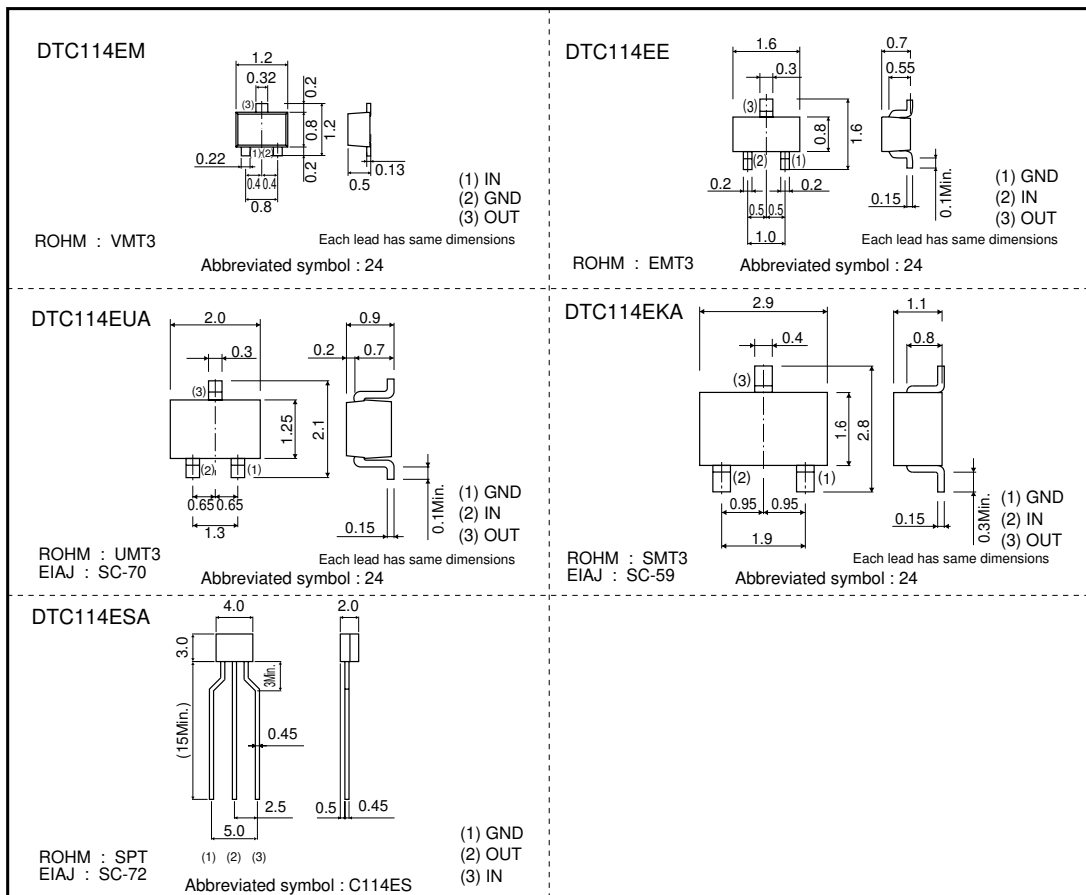 DTC114EM
1.2
0.32
0.2
(3)
0.8
1.2
(1)
(2)
0.22
0.4
0.4
0.2
0.8
0.5
0.13
(1) IN
(2) GND
(3) OUT
ROHM : VMT3
Each lead has same dimensions
Abbreviated symbol : 24
DTC114EE
1.6
0.3
0.7
0.55
(3)
0.8
1.6
(2)
(1)
0.2
0.2
0.5
0.5
1.0
0.15
0.1Min.
(1) GND
(2) IN
(3) OUT
Each lead has same dimensions
ROHM : EMT3
Abbreviated symbol : 24
DTC114EUA
2.0
0.3
0.9
0.2
0.7
(3)
1.25
2.1
(2)
(1)
0.65
0.65
1.3
0.15
0.1Min.
(1) GND
(2) IN
(3) OUT
ROHM : UMT3
EIAJ : SC-70
Each lead has same dimensions
Abbreviated symbol : 24
DTC114EKA
2.9
0.4
1.1
0.8
(3)
1.6
2.8
(2)
(1)
0.95
0.95
1.9
0.15
0.3Min.
(1) GND
(2) IN
(3) OUT
ROHM : SMT3
EIAJ : SC-59
Each lead has same dimensions
Abbreviated symbol : 24
DTC114ESA
4.0
2.0
3.0
3Min.
(15Min.)
0.45
2.5
5.0
0.5
0.45
(1) (2) (3)
(1) GND
(2) OUT
(3) IN
ROHM : SPT
EIAJ : SC-72
Abbreviated symbol : C114ES